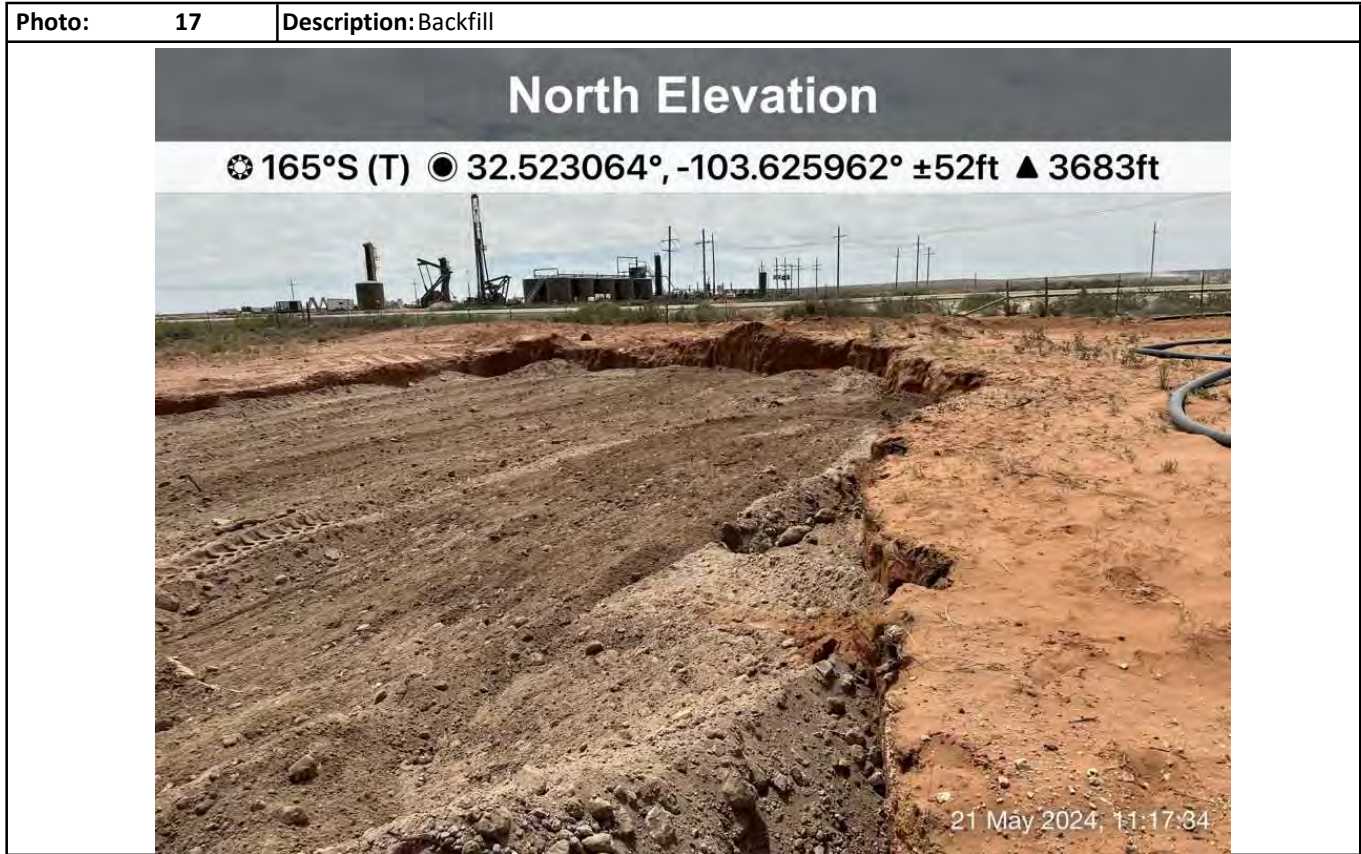 Photo: 17 Description: Backfill
North Elevation
165°S (T) 32.523064°, -103.625962° ±52ft ▲ 3683ft
21 May 2024, 11:17:34